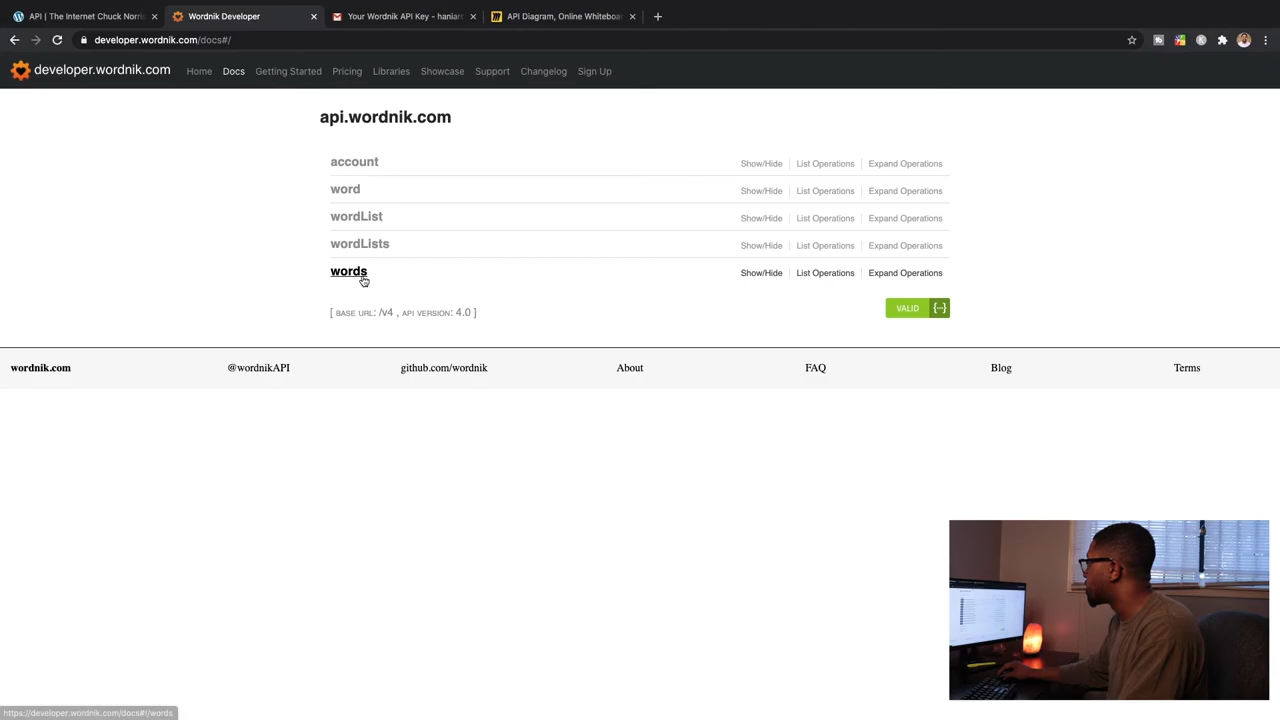 API | The Internet Chuck Norris
Wordnik Developer
Your Wordnik API Key - haniaro
API Diagram, Online Whiteboa
developer.wordnik.com/docs#/
developer.wordnik.com
Home
Docs
Getting Started
Pricing
Libraries
Showcase
Support
Changelog
Sign Up
api.wordnik.com
account
Show/Hide
List Operations
Expand Operations
word
Show/Hide
List Operations
Expand Operations
wordList
Show/Hide
List Operations
Expand Operations
wordLists
Show/Hide
List Operations
Expand Operations
words
Show/Hide
List Operations
Expand Operations
[ BASE URL: /v4 , API VERSION: 4.0 ]
VALID {...}
wordnik.com
@wordnikAPI
github.com/wordnik
About
FAQ
Blog
Terms
https://developer.wordnik.com/docs#!/words